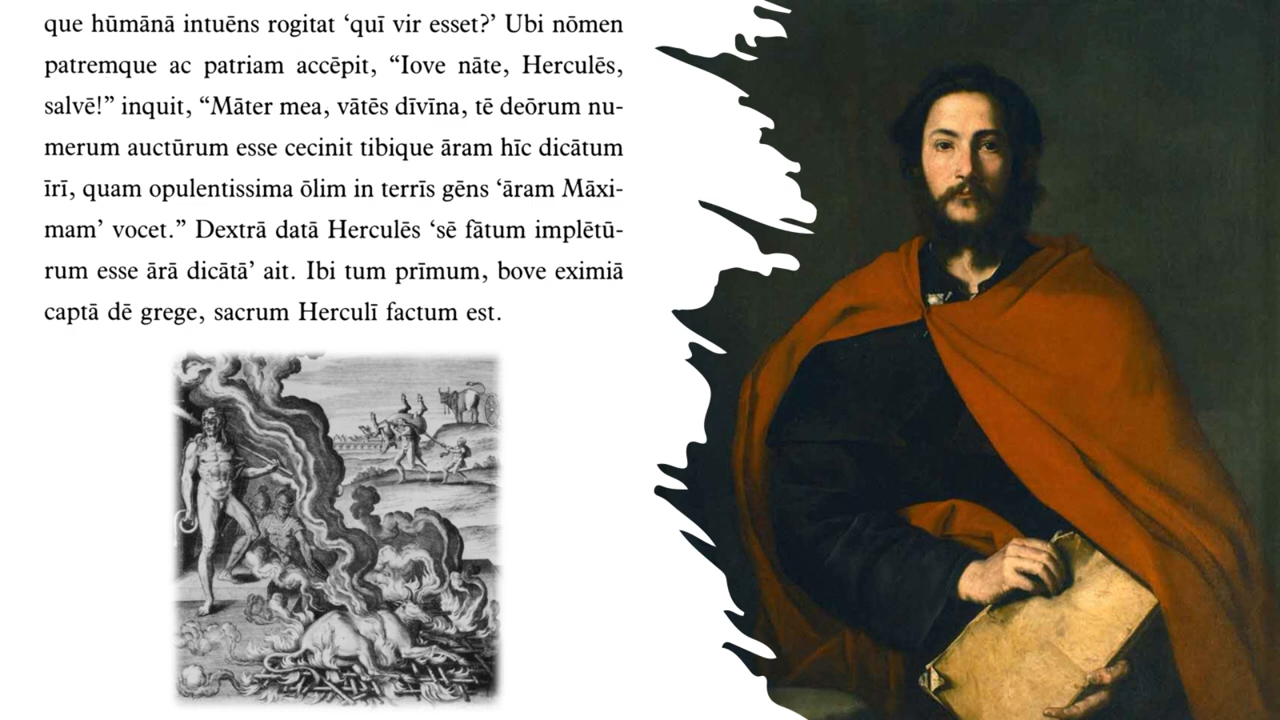 que hūmānā intuēns rogitat ‘quī vir esset?’ Ubi nōmen
patremque ac patriam accēpit, “Iove nāte, Herculēs,
salvē!” inquit, “Māter mea, vātēs dīvīna, tē deōrum nu-
merum auctūrum esse cecinit tibique āram hīc dicātum
īrī, quam opulentissima ōlim in terrīs gēns ‘āram Māxi-
mam’ vocet.” Dextrā datā Herculēs ‘sē fātum implētū-
rum esse ārā dicātā’ ait. Ibi tum prīmum, bove eximiā
captā dē grege, sacrum Herculī factum est.